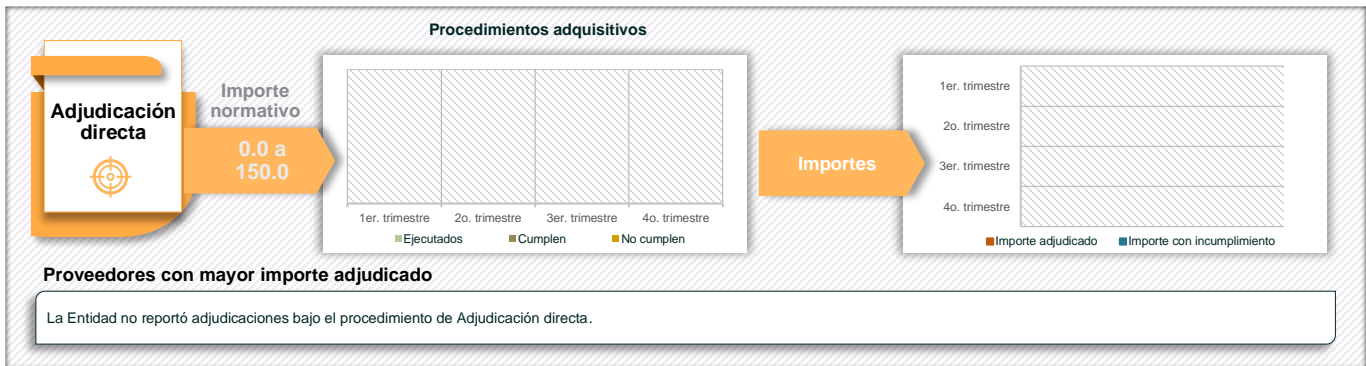 Procedimientos adquisitivos
Adjudicación
directa
Importe
normativo
0.0 a
150.0
1er. trimestre
2o. trimestre
3er. trimestre
4o. trimestre
Ejecutados
Cumplen
No cumplen
Importes
1er. trimestre
2o. trimestre
3er. trimestre
4o. trimestre
Importe adjudicado
Importe con incumplimiento
Proveedores con mayor importe adjudicado
La Entidad no reportó adjudicaciones bajo el procedimiento de Adjudicación directa.